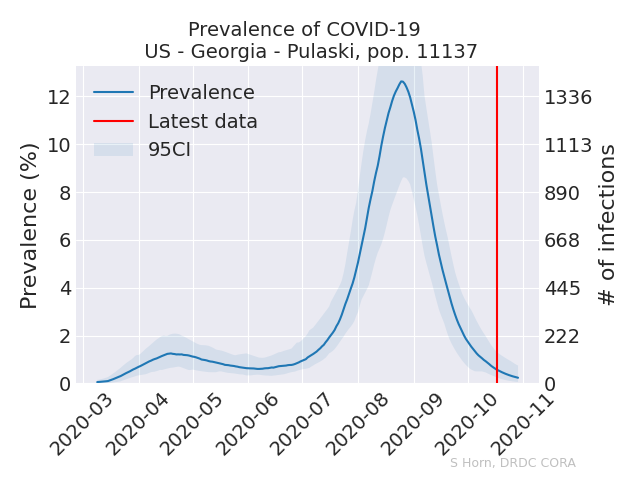 Prevalence of COVID-19
US - Georgia - Pulaski, pop. 11137
Prevalence
Latest data
95CI
Prevalence (%)
12
10
8
6
4
2
0
1336
1113
890
668
445
222
0
# of infections
2020-03
2020-04
2020-05
2020-06
2020-07
2020-08
2020-09
2020-10
2020-11
S Horn, DRDC CORA